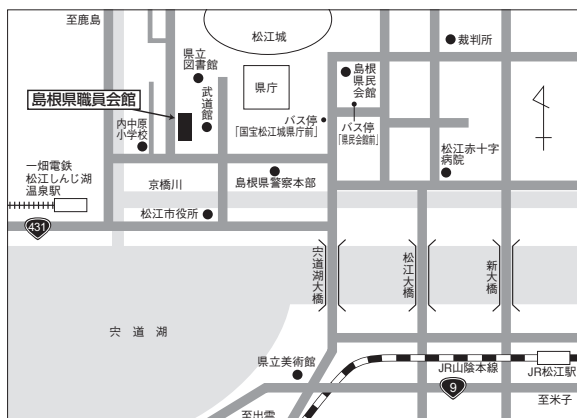 至鹿島
松江城
裁判所
県立
図書館
県庁
島根
県民
会館
島根県職員会館
武道館
バス停
「国宝松江城県庁前」
バス停
「県民会館前」
内中原
小学校
松江赤十字
病院
一畑電鉄
松江しんじ湖
温泉駅
京橋川
島根県警察本部
松江市役所
431
宍道湖大橋
松江大橋
新大橋
宍道湖
県立美術館
JR山陰本線
JR松江駅
9
至出雲
至米子